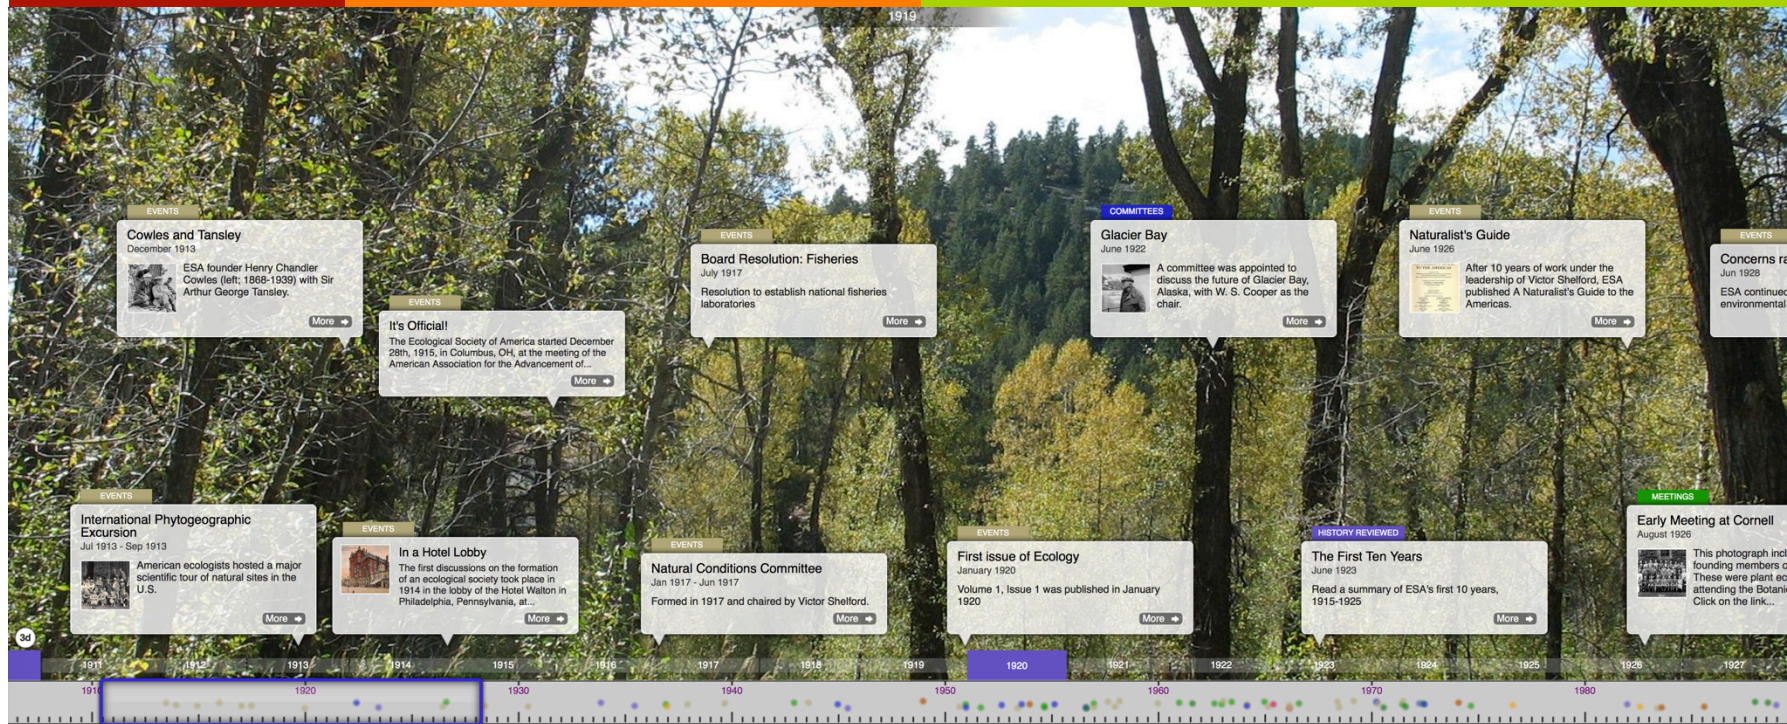 1919
EVENTS
Cowles and Tansley
December 1913
ESA founder Henry Chandler
Cowles (left; 1868-1939) with Sir
Arthur George Tansley.
More
EVENTS
It's Official!
The Ecological Society of America started December
28th, 1915, in Columbus, OH, at the meeting of the
American Association for the Advancement of...
More
EVENTS
Board Resolution: Fisheries
July 1917
Resolution to establish national fisheries
laboratories
More
COMMITTEES
Glacier Bay
June 1922
A committee was appointed to
discuss the future of Glacier Bay,
Alaska, with W. S. Cooper as the
chair.
More
EVENTS
Naturalist's Guide
June 1926
After 10 years of work under the
leadership of Victor Shelford, ESA
published A Naturalist's Guide to the
Americas.
More
EVENTS
Concerns ra
Jun 1928
ESA continued
environmental
EVENTS
International Phytogeographic
Excursion
Jul 1913 - Sep 1913
American ecologists hosted a major
scientific tour of natural sites in the
U.S.
More
EVENTS
In a Hotel Lobby
The first discussions on the formation
of an ecological society took place in
1914 in the lobby of the Hotel Walton in
Philadelphia, Pennsylvania, at...
More
EVENTS
Natural Conditions Committee
Jan 1917 - Jun 1917
Formed in 1917 and chaired by Victor Shelford.
More
EVENTS
First issue of Ecology
January 1920
Volume 1, Issue 1 was published in January
1920
More
HISTORY REVIEWED
The First Ten Years
June 1923
Read a summary of ESA's first 10 years,
1915-1925
More
MEETINGS
Early Meeting at Cornell
August 1926
This photograph incl
founding members o
These were plant ec
attending the Botani
Click on the link...
3d
1911 1912 1913 1914 1915 1916 1917 1918 1919 1920 1921 1922 1923 1924 1925 1926 1927
1910 1920 1930 1940 1950 1960 1970 1980